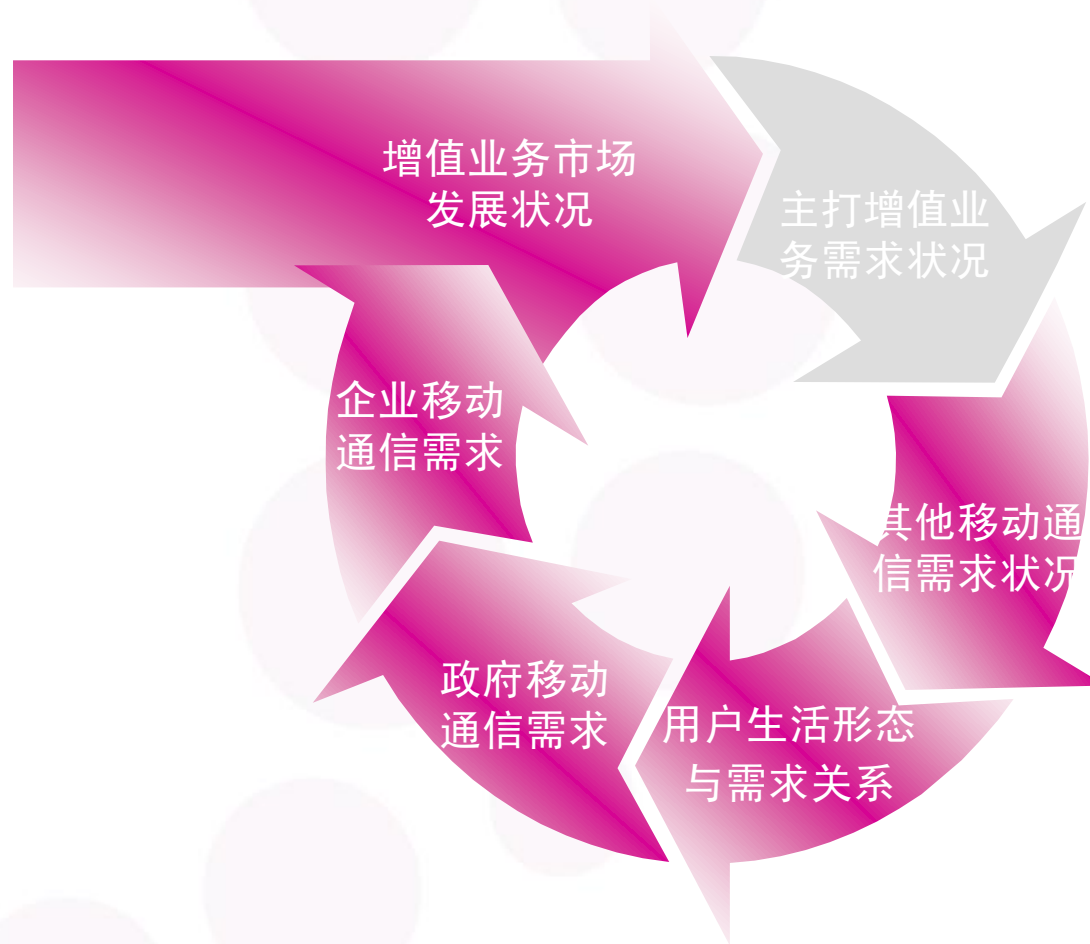 增值业务市场
发展状况
主打增值业
务需求状况
其他移动通
信需求状况
用户生活形态
与需求关系
政府移动
通信需求
企业移动
通信需求